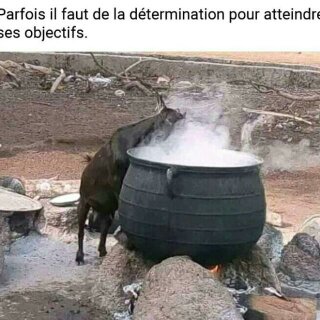 Parfois il faut de la détermination pour atteindre
ses objectifs.